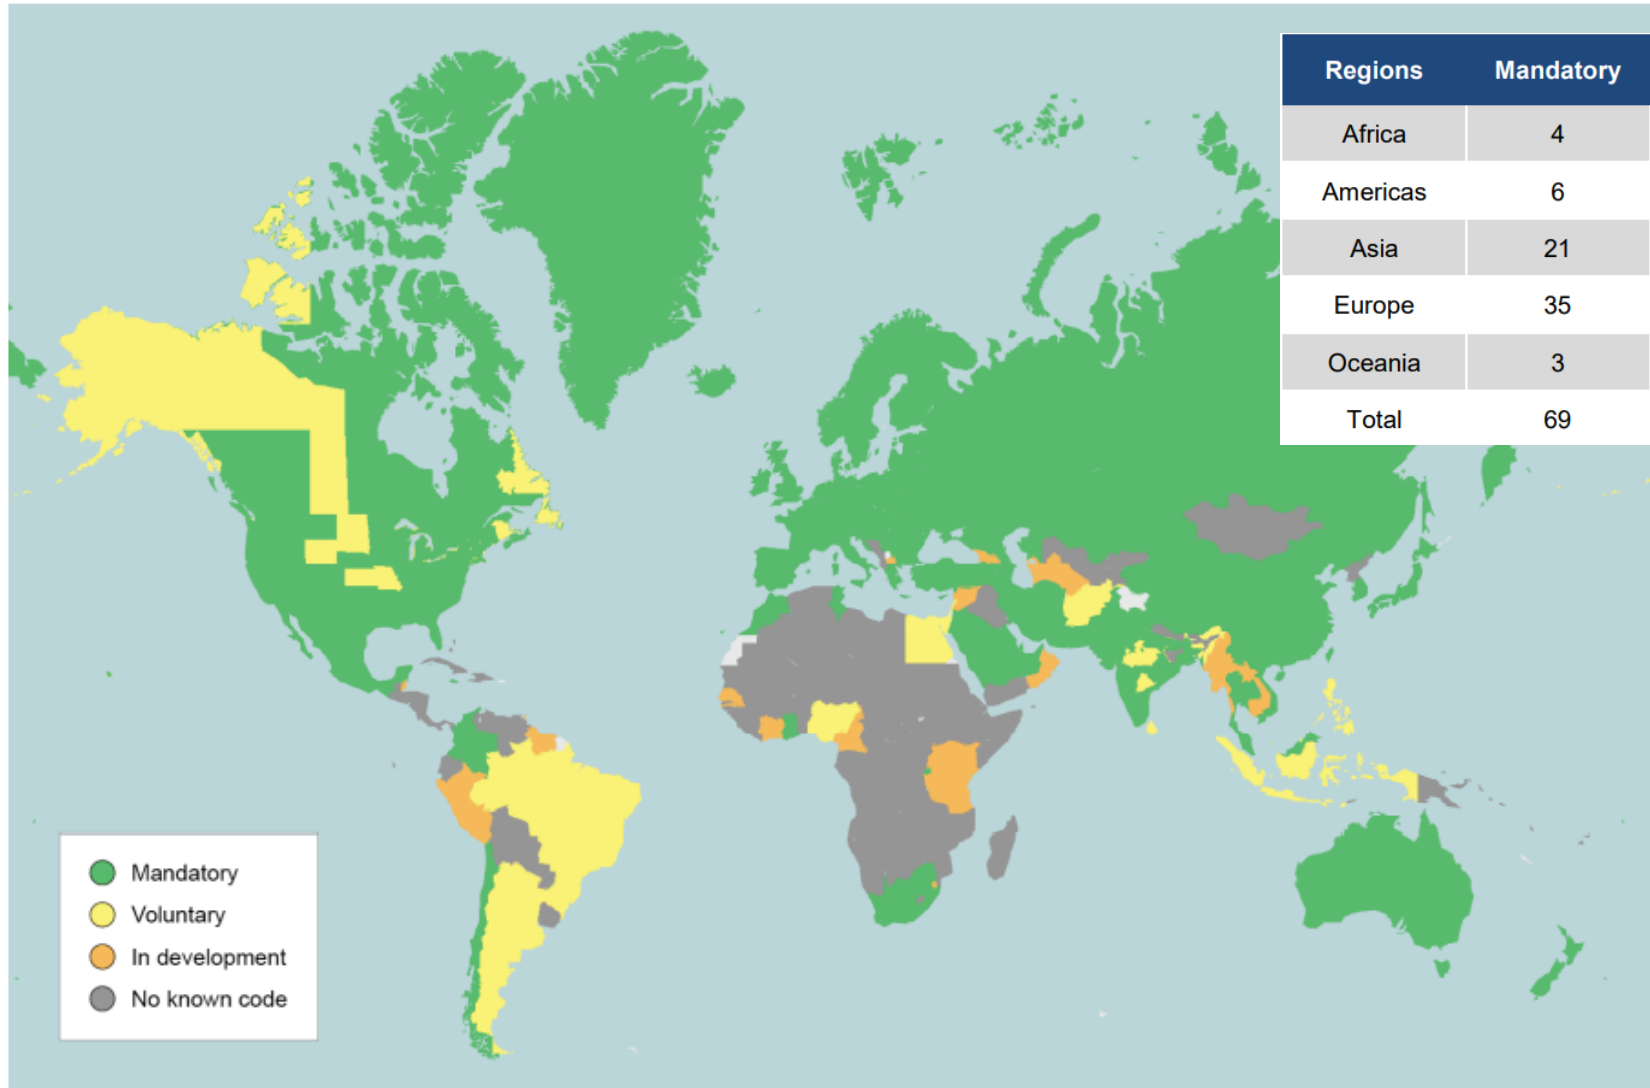 Regions Mandatory
Africa 4
Americas 6
Asia 21
Europe 35
Oceania 3
Total 69
Mandatory
Voluntary
In development
No known code